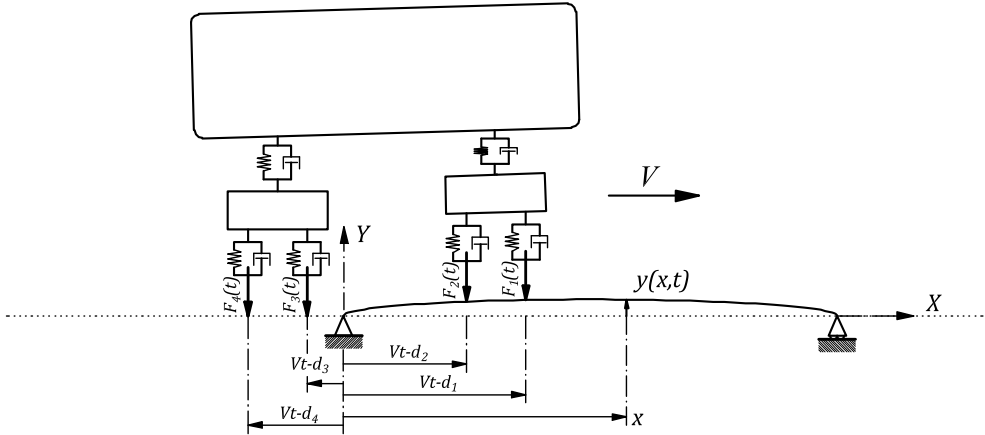 V
Y
F₄(t)
F₃(t)
F₂(t)
F₁(t)
y(x,t)
X
Vt-d₃
Vt-d₂
Vt-d₁
Vt-d₄
x